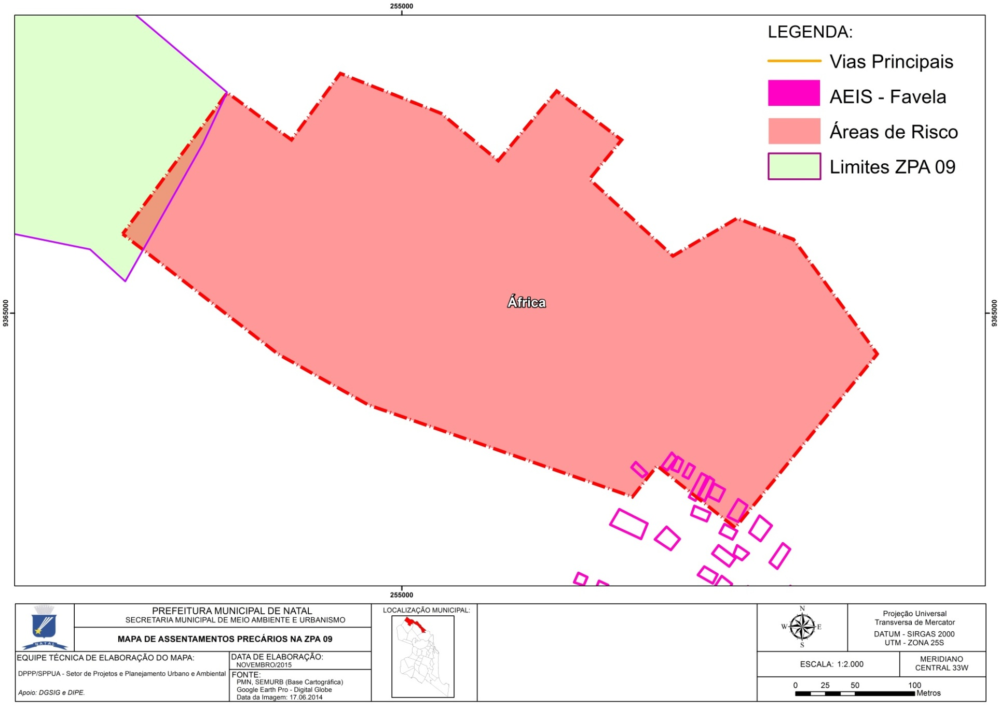 255000
LEGENDA:
Vias Principais
AEIS - Favela
Áreas de Risco
Limites ZPA 09
África
9365000
9365000
255000
NATAL
PREFEITURA MUNICIPAL DE NATAL
SECRETARIA MUNICIPAL DE MEIO AMBIENTE E URBANISMO
MAPA DE ASSENTAMENTOS PRECÁRIOS NA ZPA 09
EQUIPE TÉCNICA DE ELABORAÇÃO DO MAPA:
DPPP/SPPUA - Setor de Projetos e Planejamento Urbano e Ambiental
Apoio: DGSIG e DIPE.
DATA DE ELABORAÇÃO:
NOVEMBRO/2015
FONTE:
PMN, SEMURB (Base Cartográfica)
Google Earth Pro - Digital Globe
Data da Imagem: 17.06.2014
LOCALIZAÇÃO MUNICIPAL:
N
W E
S
Projeção Universal
Transversa de Mercator
DATUM - SIRGAS 2000
UTM - ZONA 25S
ESCALA: 1:2.000
MERIDIANO
CENTRAL 33W
0 25 50 100
Metros